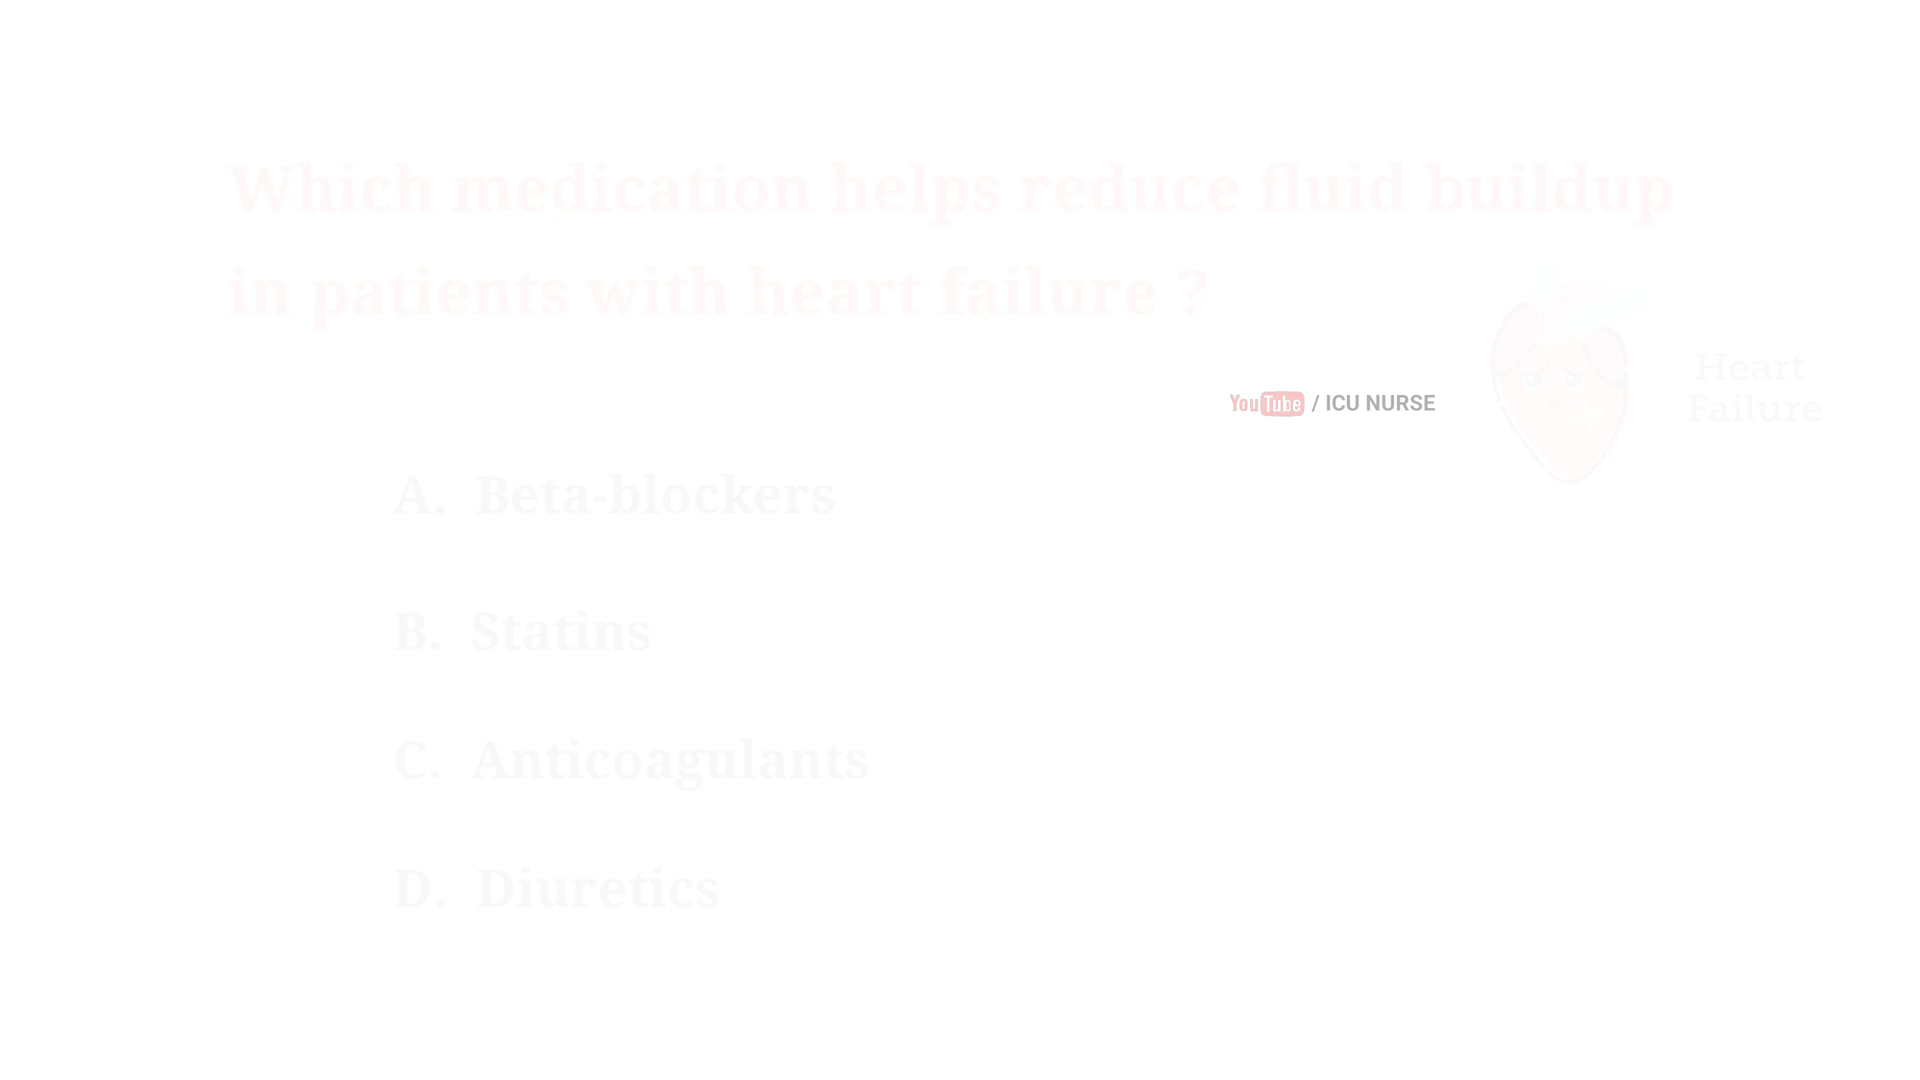 Which medication helps reduce fluid buildup
in patients with heart failure ?
Heart
Failure
YouTube / ICU NURSE
A. Beta-blockers
B. Statins
C. Anticoagulants
D. Diuretics